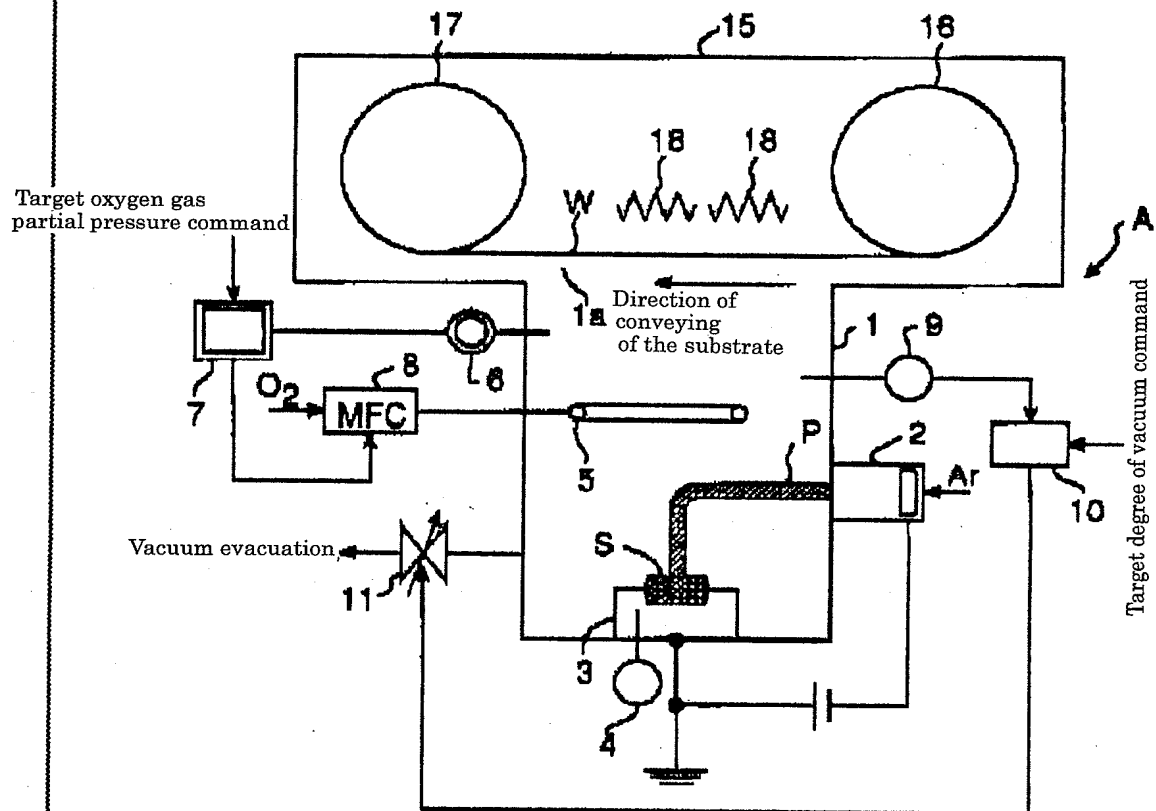 17
15
16
18
18
W
Target oxygen gas
partial pressure command
A
1a
Direction of
conveying
of the substrate
1
9
6
7
O2
8
MFC
5
P
2
Ar
10
Target degree of vacuum command
Vacuum evacuation
11
S
3
4